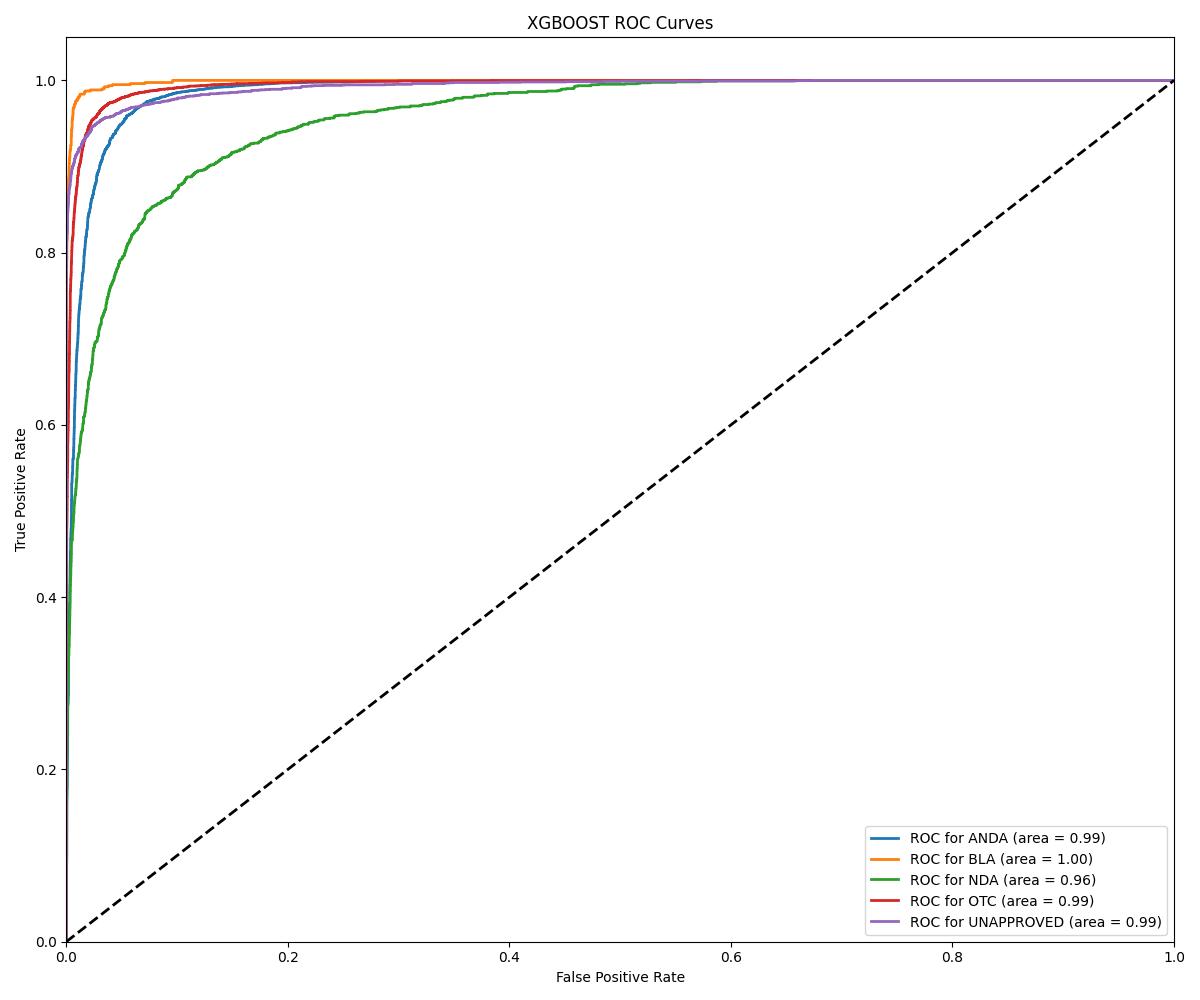 XGBOOST ROC Curves
True Positive Rate
1.0
0.8
0.6
0.4
0.2
0.0
0.0 0.2 0.4 0.6 0.8 1.0
False Positive Rate
ROC for ANDA (area = 0.99)
ROC for BLA (area = 1.00)
ROC for NDA (area = 0.96)
ROC for OTC (area = 0.99)
ROC for UNAPPROVED (area = 0.99)